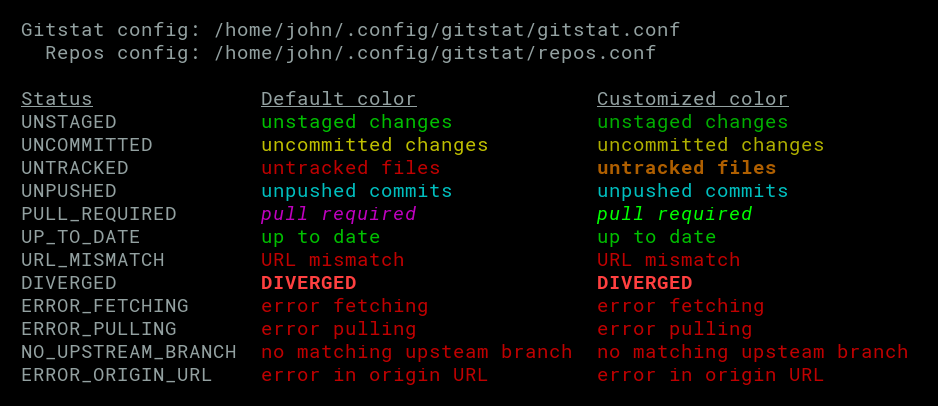 Gitstat config: /home/john/.config/gitstat/gitstat.conf
Repos config: /home/john/.config/gitstat/repos.conf
Status Default color Customized color
UNSTAGED unstaged changes unstaged changes
UNCOMMITTED uncommitted changes uncommitted changes
UNTRACKED untracked files untracked files
UNPUSHED unpushed commits unpushed commits
PULL_REQUIRED pull required pull required
UP_TO_DATE up to date up to date
URL_MISMATCH URL mismatch URL mismatch
DIVERGED DIVERGED DIVERGED
ERROR_FETCHING error fetching error fetching
ERROR_PULLING error pulling error pulling
NO_UPSTREAM_BRANCH no matching upsteam branch no matching upsteam branch
ERROR_ORIGIN_URL error in origin URL error in origin URL